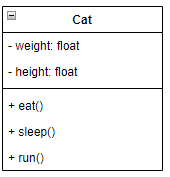 Cat
- weight: float
- height: float
+ eat()
+ sleep()
+ run()